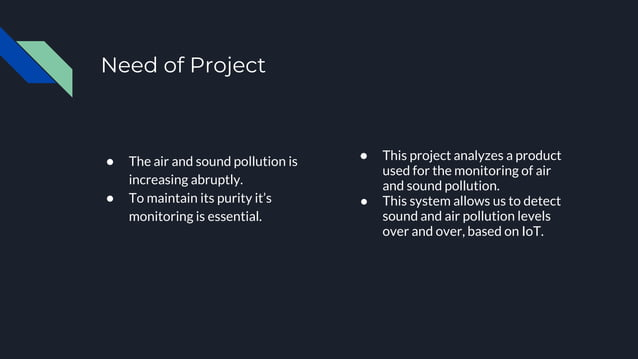 Need of Project
● The air and sound pollution is
increasing abruptly.
● To maintain its purity it’s
monitoring is essential.
● This project analyzes a product
used for the monitoring of air
and sound pollution.
● This system allows us to detect
sound and air pollution levels
over and over, based on IoT.